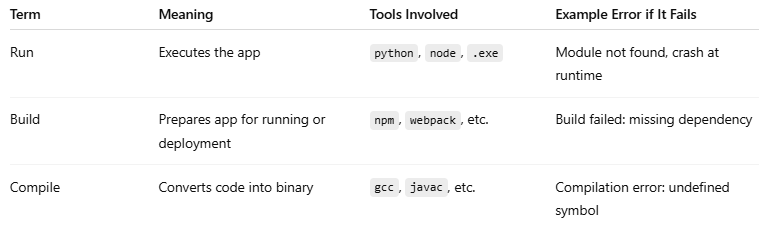 Term Meaning Tools Involved Example Error if It Fails
Run Executes the app python, node, .exe Module not found, crash at
runtime
Build Prepares app for running or
deployment npm, webpack, etc. Build failed: missing dependency
Compile Converts code into binary gcc, javac, etc. Compilation error: undefined
symbol